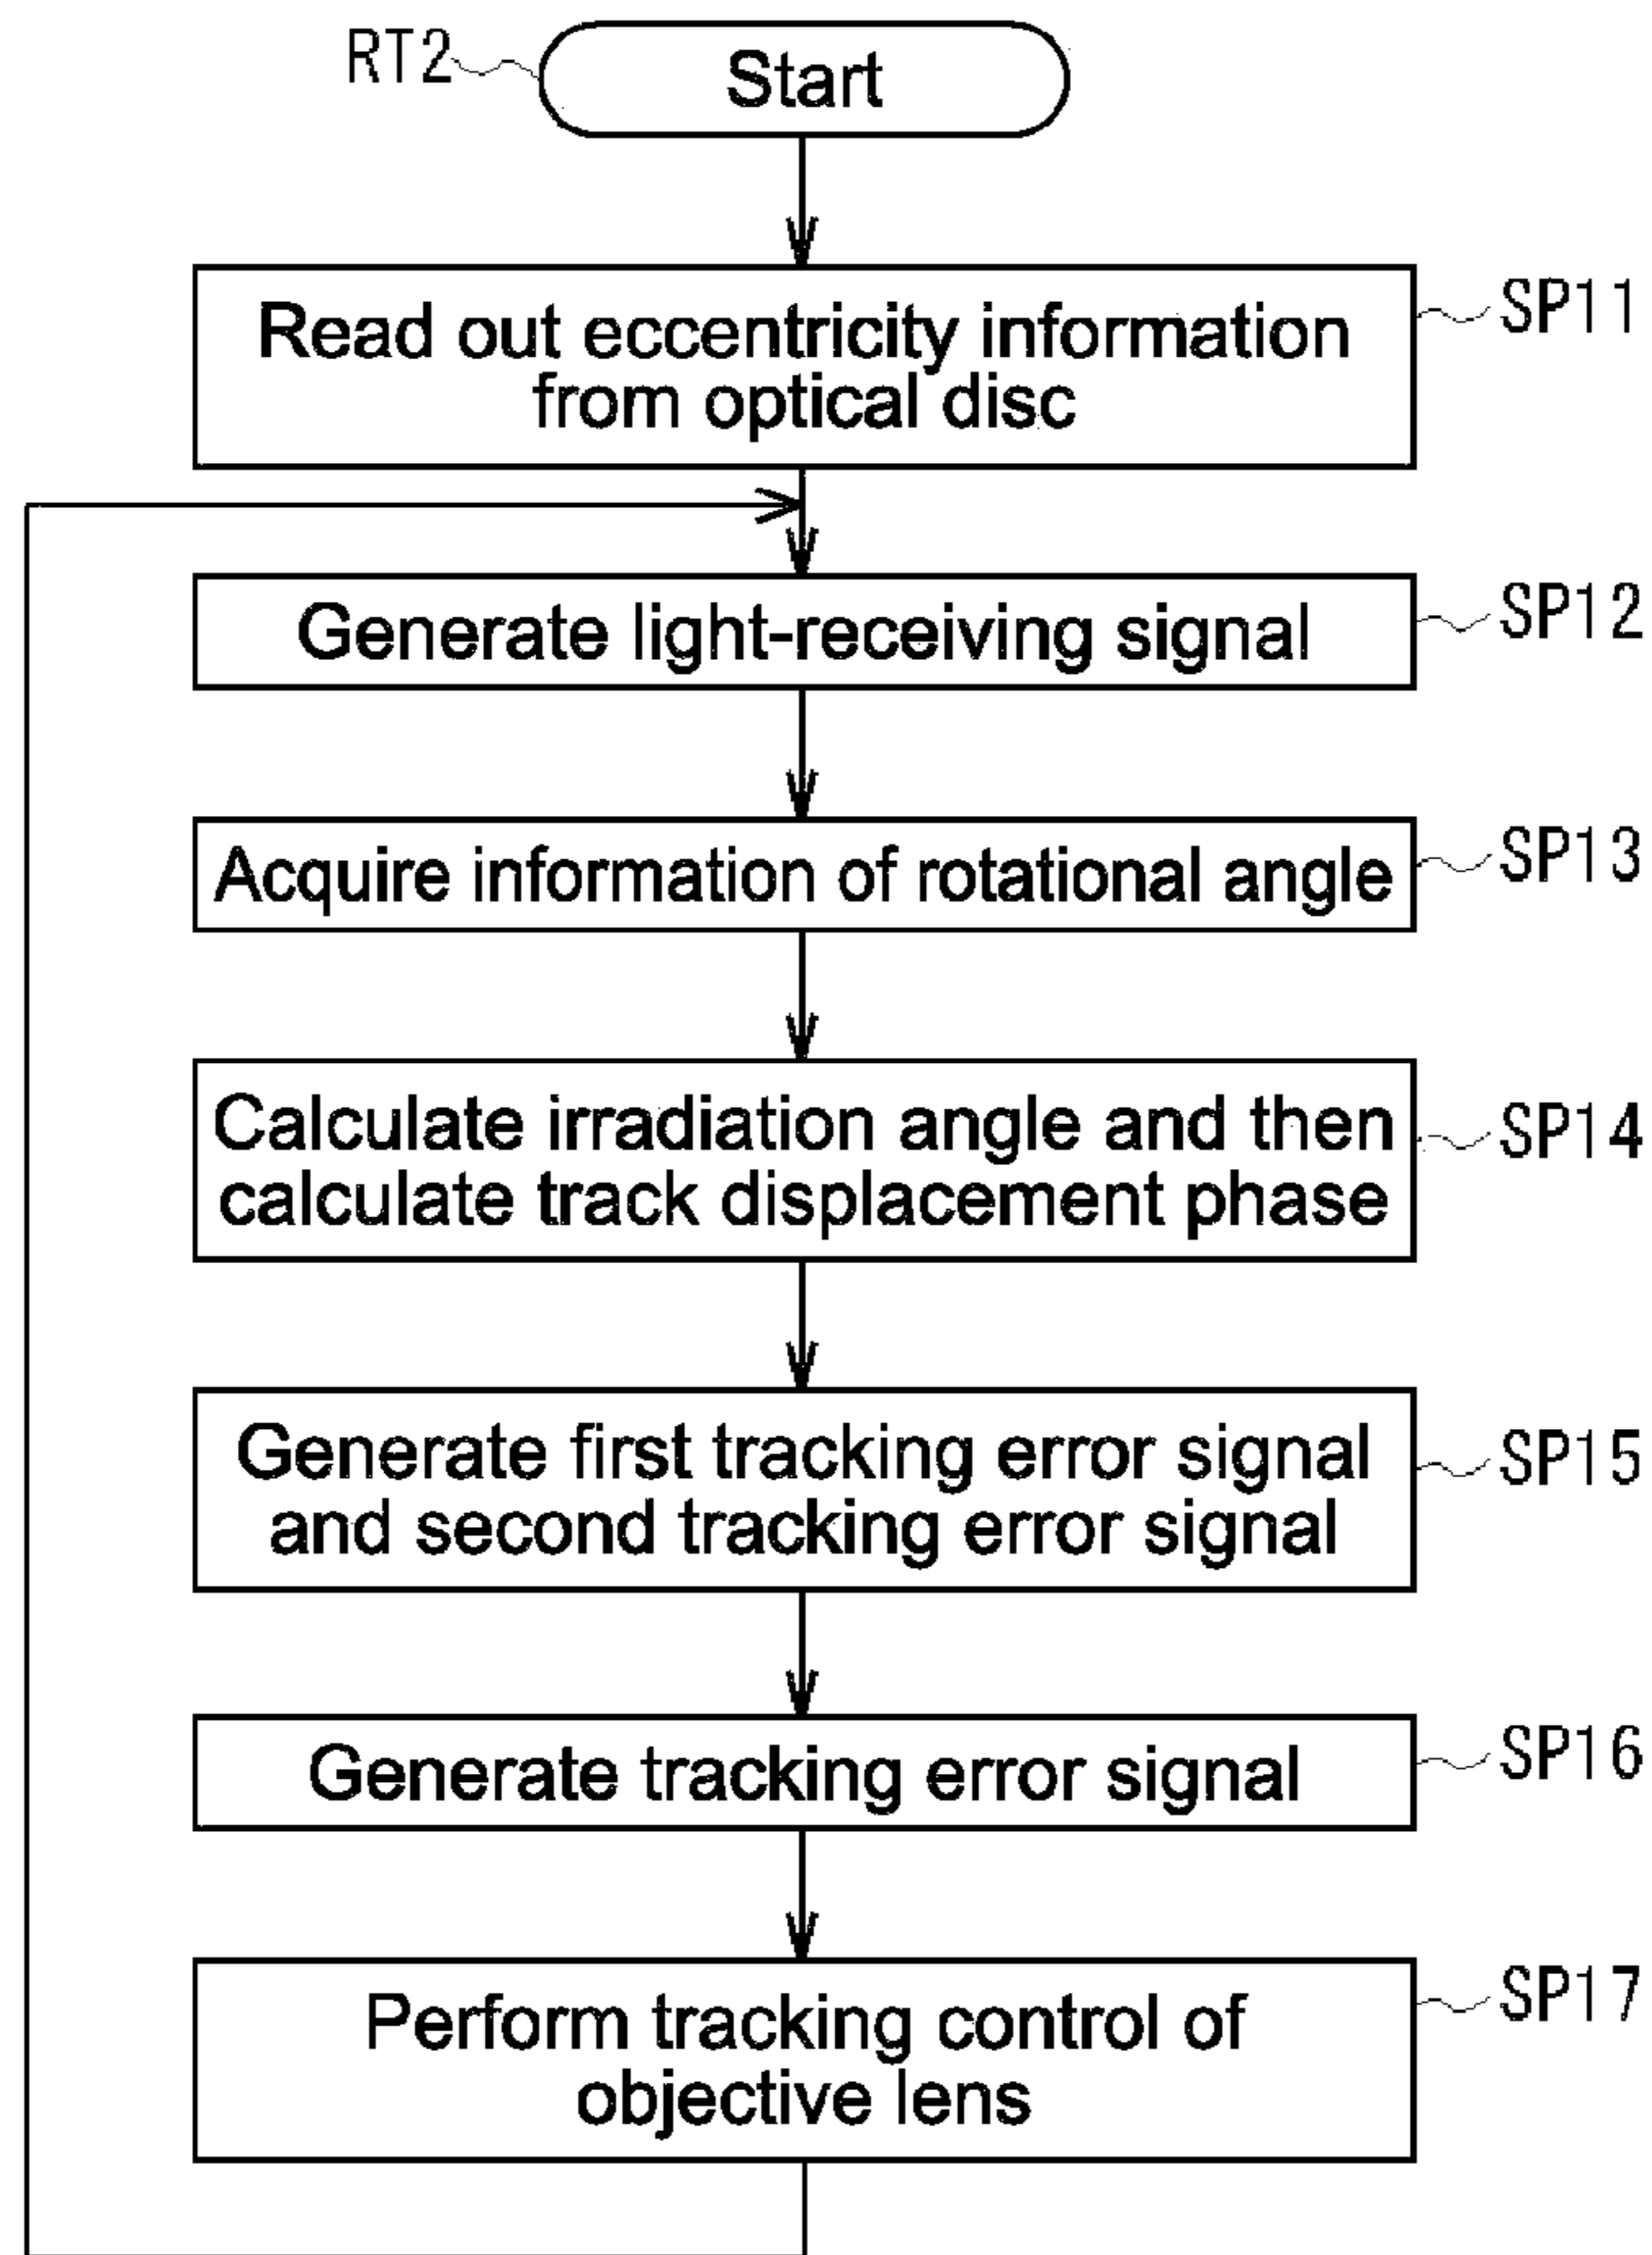 RT2
Start
Read out eccentricity information
from optical disc
SP11
Generate light-receiving signal
SP12
Acquire information of rotational angle
SP13
Calculate irradiation angle and then
calculate track displacement phase
SP14
Generate first tracking error signal
and second tracking error signal
SP15
Generate tracking error signal
SP16
Perform tracking control of
objective lens
SP17